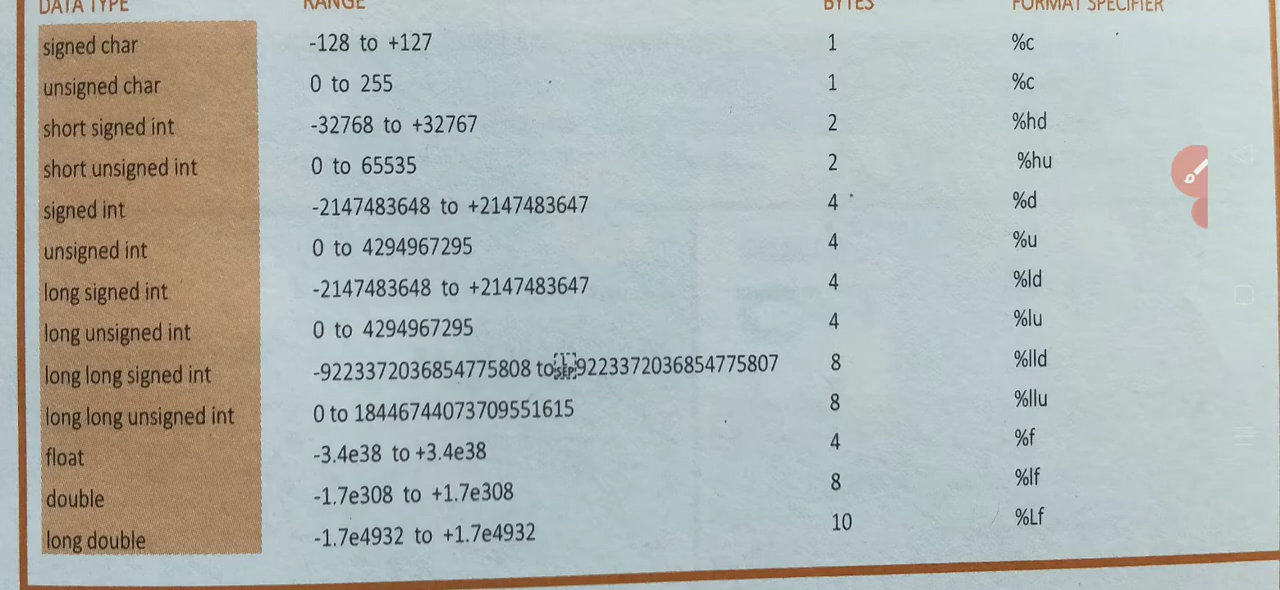 DATA TYPE RANGE BYTES FORMAT SPECIFIER
signed char -128 to +127 1 %c
unsigned char 0 to 255 1 %c
short signed int -32768 to +32767 2 %hd
short unsigned int 0 to 65535 2 %hu
signed int -2147483648 to +2147483647 4 %d
unsigned int 0 to 4294967295 4 %u
long signed int -2147483648 to +2147483647 4 %ld
long unsigned int 0 to 4294967295 4 %lu
long long signed int -9223372036854775808 to SEP 9223372036854775807 8 %lld
long long unsigned int 0 to 18446744073709551615 8 %llu
float -3.4e38 to +3.4e38 4 %f
double -1.7e308 to +1.7e308 8 %lf
long double -1.7e4932 to +1.7e4932 10 %Lf